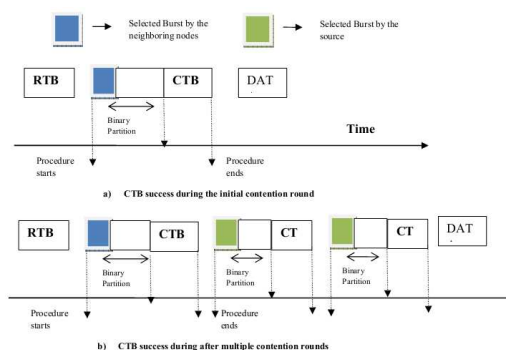 Selected Burst by the neighboring nodes
Selected Burst by the source
RTB
CTB
DAT
.
Binary Partition
Time
Procedure starts
Procedure ends
a) CTB success during the initial contention round
RTB
CTB
CT
CT
DAT
.
Binary Partition
Binary Partition
Binary Partition
Procedure starts
Procedure ends
b) CTB success during after multiple contention rounds